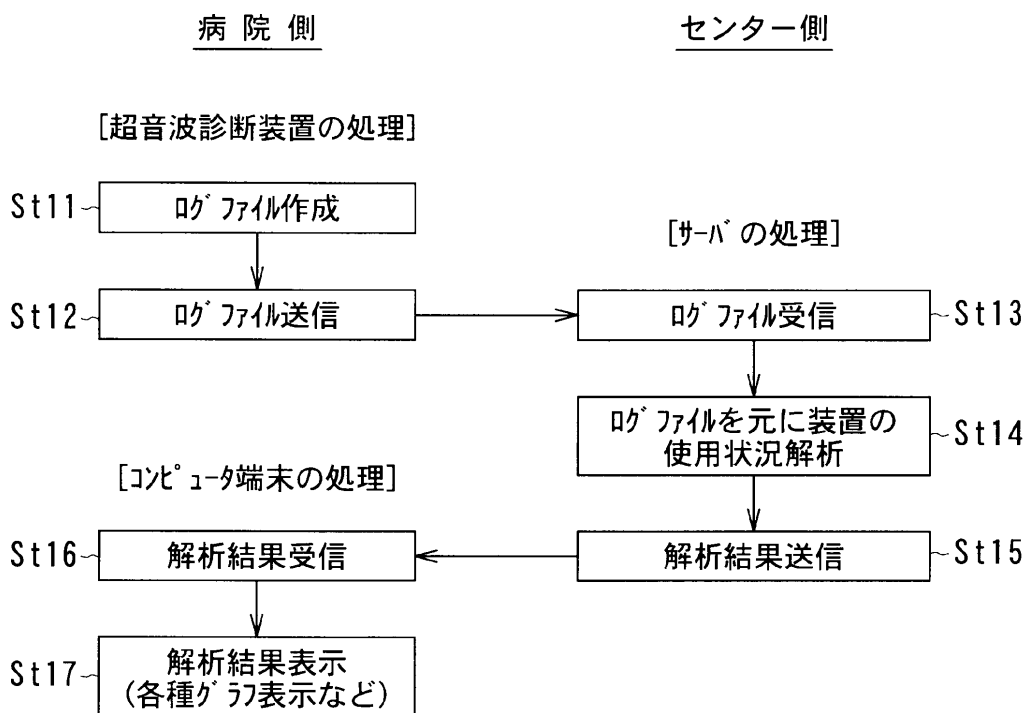 病院側
センター側
[超音波診断装置の処理]
St11
ﾛｸﾞﾌｧｲﾙ作成
[ｻｰﾊﾞの処理]
St12
ﾛｸﾞﾌｧｲﾙ送信
ﾛｸﾞﾌｧｲﾙ受信
St13
ﾛｸﾞﾌｧｲﾙを元に装置の
使用状況解析
St14
[ｺﾝﾋﾟｭｰﾀ端末の処理]
St16
解析結果受信
解析結果送信
St15
St17
解析結果表示
(各種ｸﾞﾗﾌ表示など)